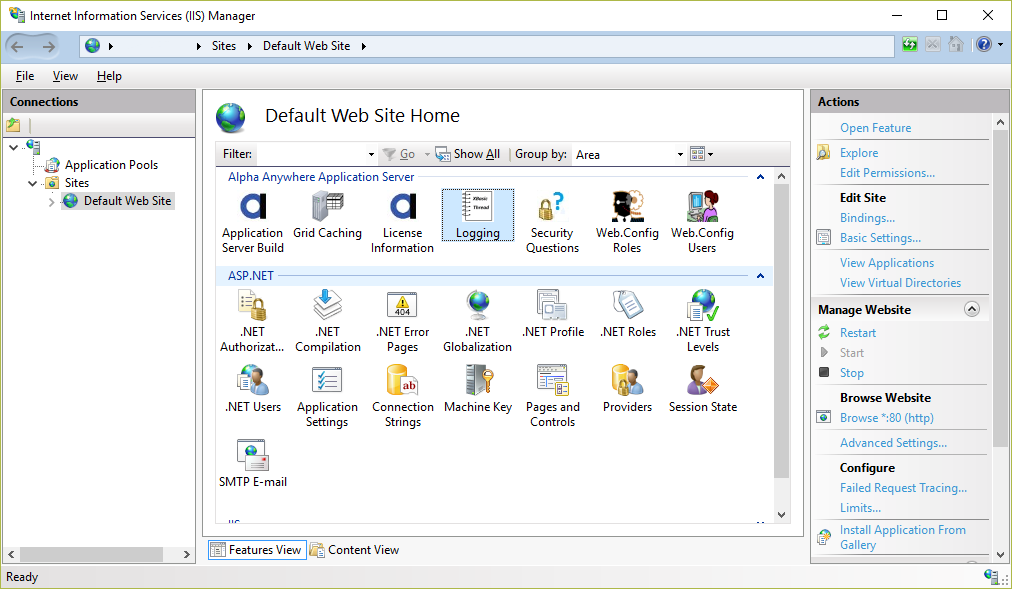 Internet Information Services (IIS) Manager
Sites
Default Web Site
File View Help
Connections
Application Pools
Sites
Default Web Site
Default Web Site Home
Filter: Go Show All Group by: Area
Alpha Anywhere Application Server
Application Server Build
Grid Caching
License Information
XBasic Thread
Logging
Security Questions
Web.Config Roles
Web.Config Users
ASP.NET
.NET Authorizat...
.NET Compilation
404
.NET Error Pages
.NET Globalization
.NET Profile
.NET Roles
.NET Trust Levels
.NET Users
Application Settings
ab
Connection Strings
Machine Key
Pages and Controls
Providers
Session State
SMTP E-mail
IIS
Features View
Content View
Actions
Open Feature
Explore
Edit Permissions...
Edit Site
Bindings...
Basic Settings...
View Applications
View Virtual Directories
Manage Website
Restart
Start
Stop
Browse Website
Browse *:80 (http)
Advanced Settings...
Configure
Failed Request Tracing...
Limits...
Install Application From
Gallery
Ready